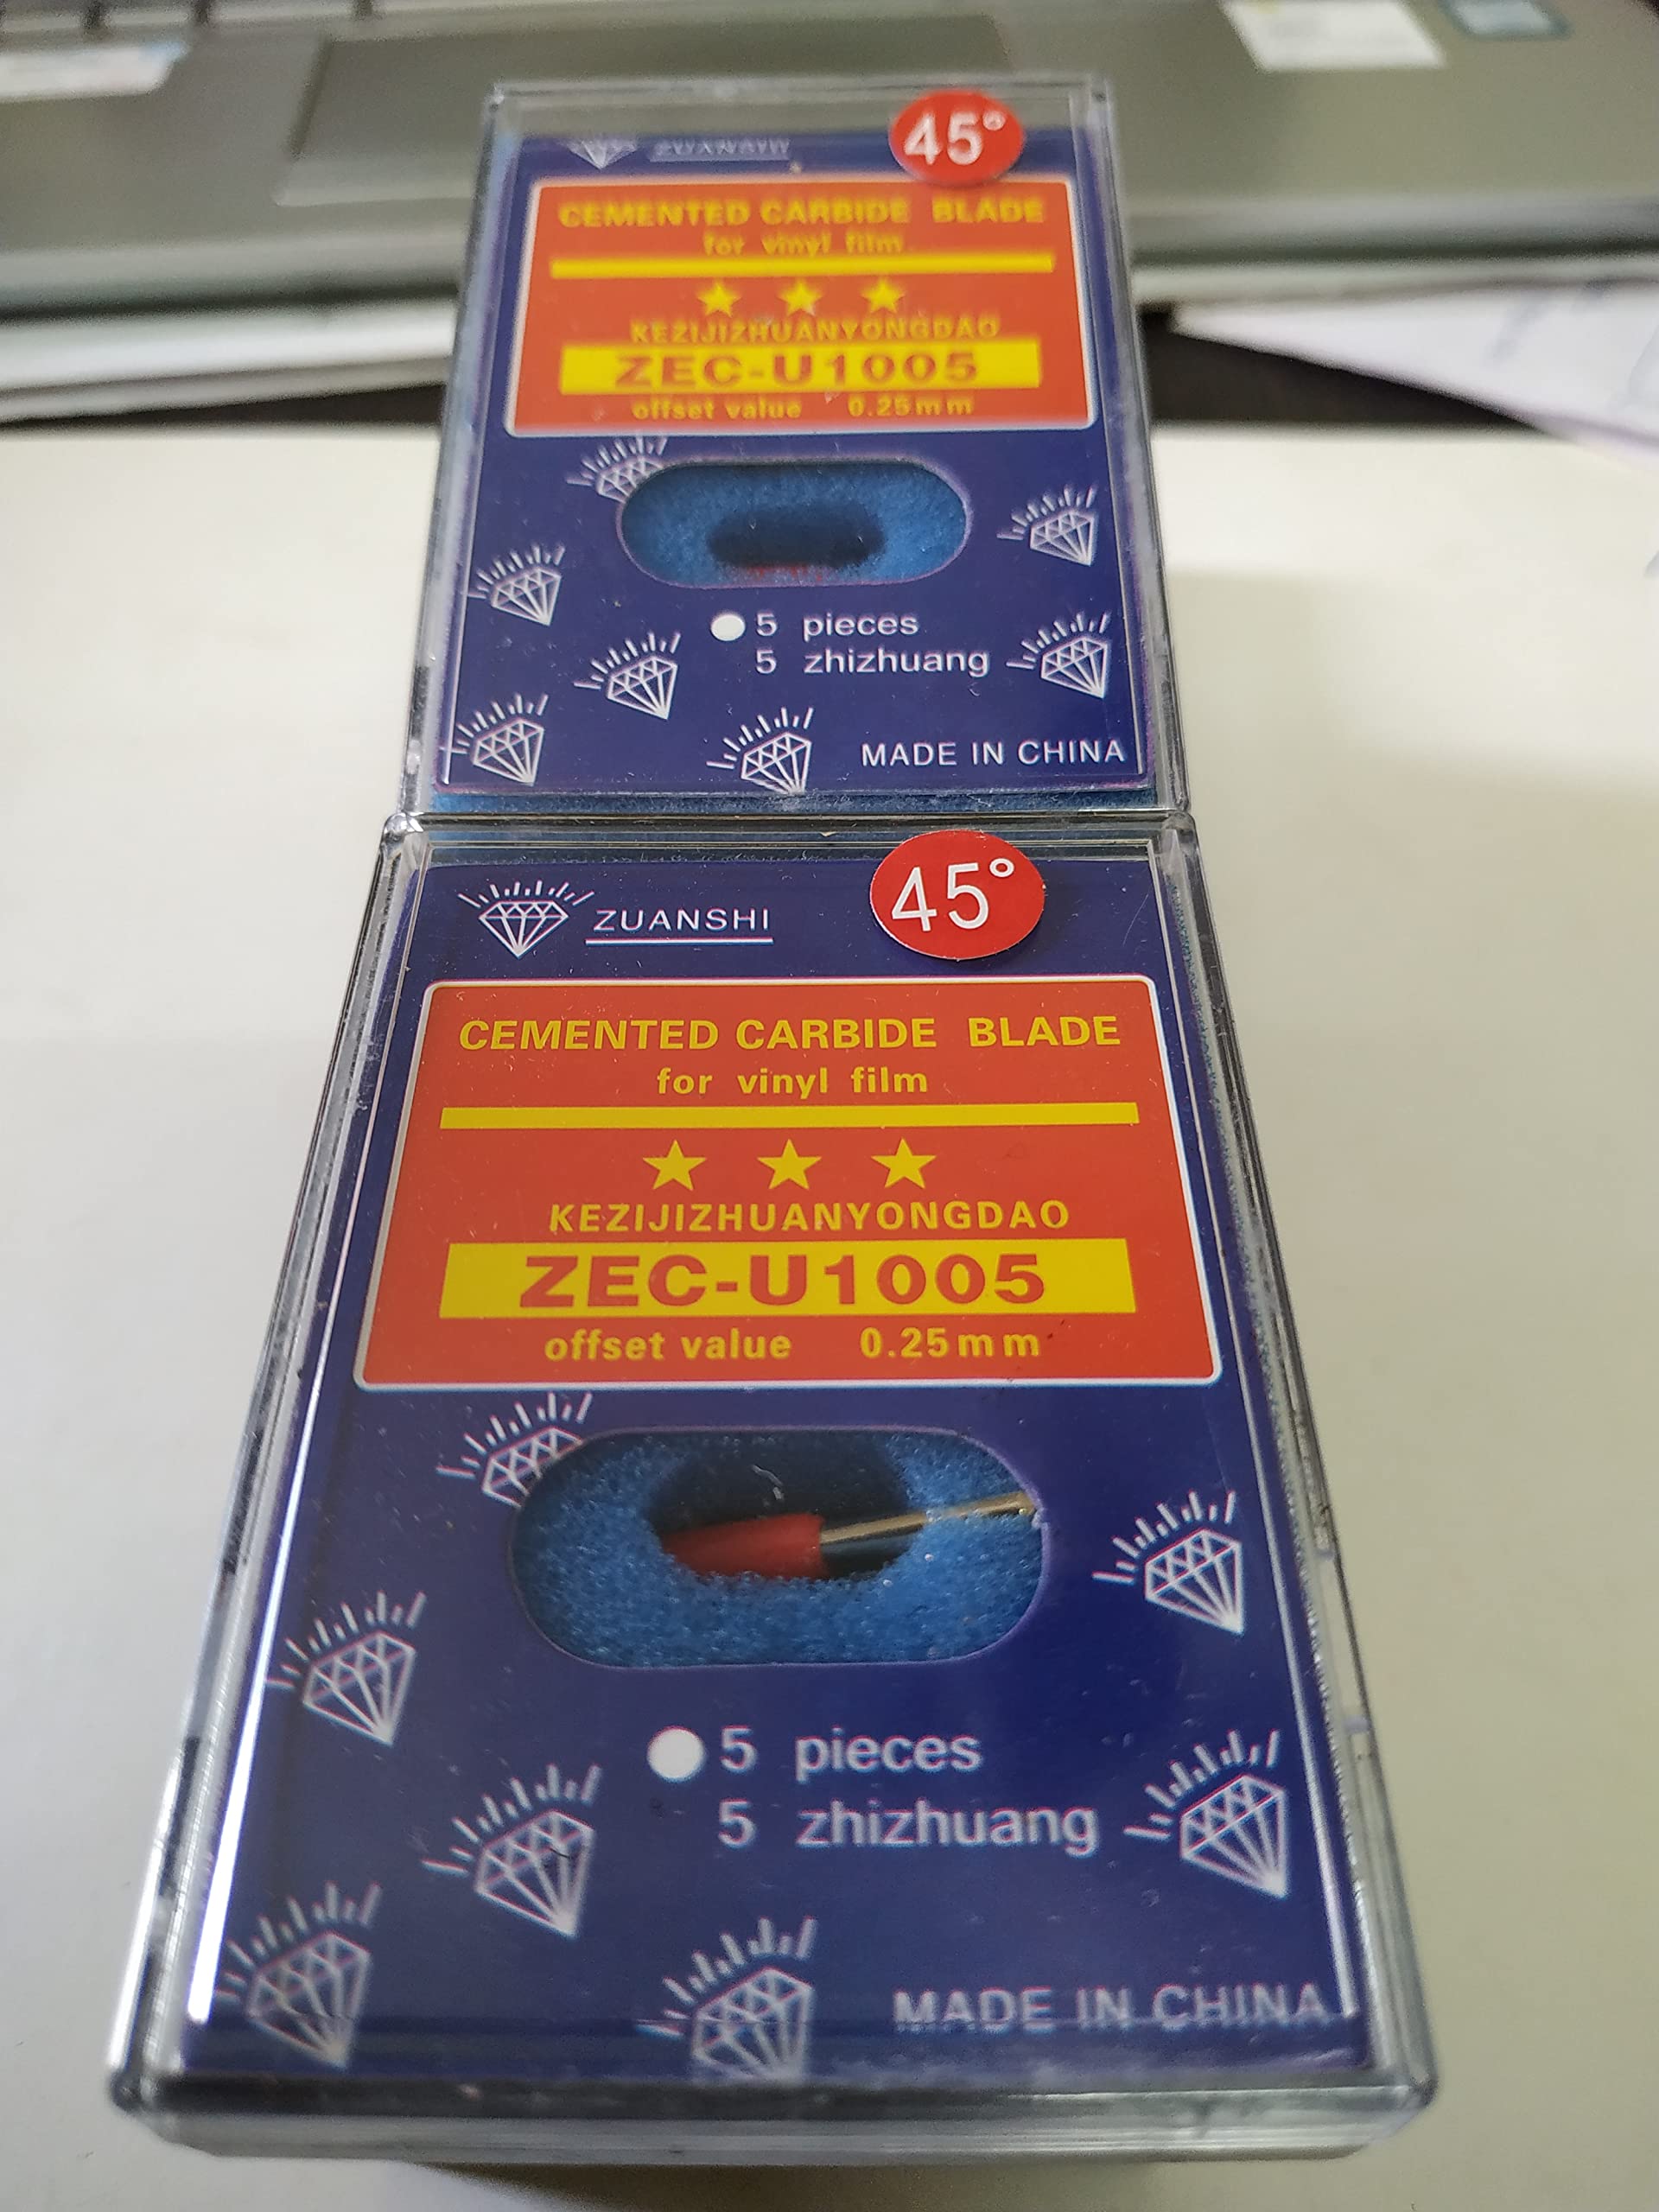 ZUANSHI
45°
CEMENTED CARBIDE BLADE
for vinyl film
KEZIJIZHUANYONGDAO
ZEC-U1005
offset value 0.25mm
5 pieces
5 zhizhuang
MADE IN CHINA
ZUANSHI
45°
CEMENTED CARBIDE BLADE
for vinyl film
KEZIJIZHUANYONGDAO
ZEC-U1005
offset value 0.25mm
5 pieces
5 zhizhuang
MADE IN CHINA